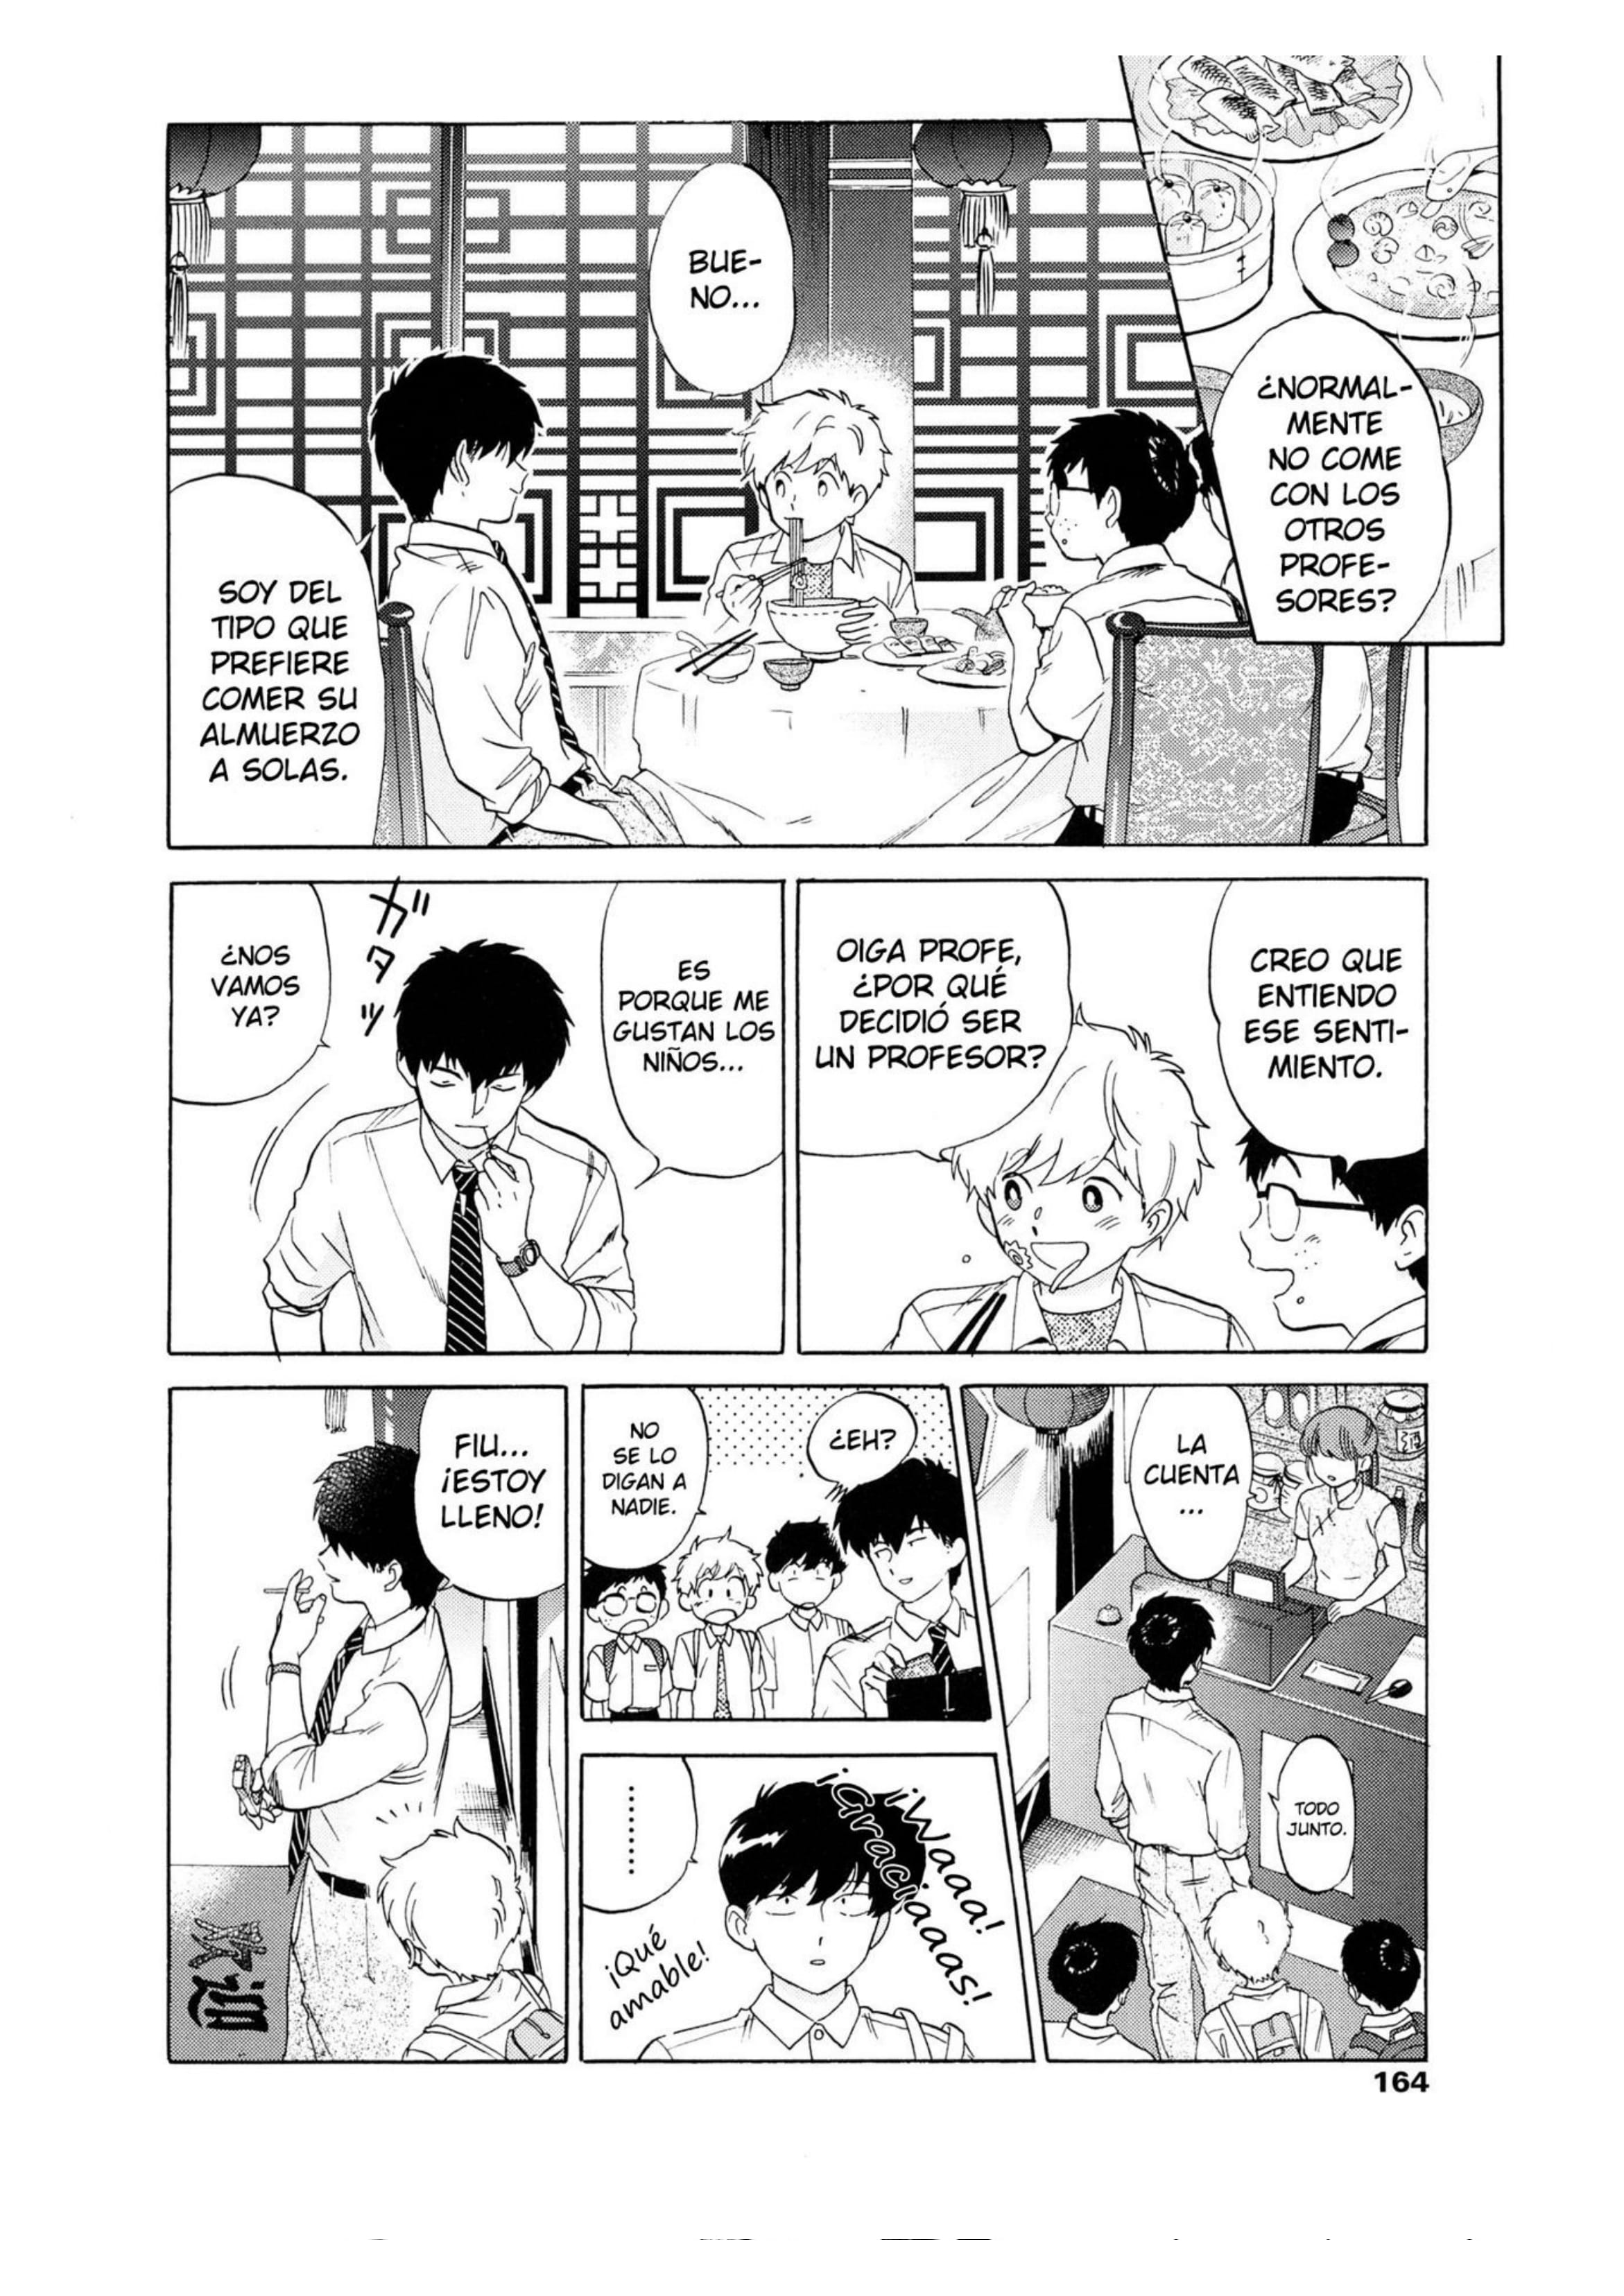 ¿NORMAL-
MENTE
NO COME
CON LOS
OTROS
PROFE-
SORES?
BUE-
NO...
SOY DEL
TIPO QUE
PREFIERE
COMER SU
ALMUERZO
A SOLAS.
CREO QUE
ENTIENDO
ESE SENTI-
MIENTO.
OIGA PROFE,
¿POR QUÉ
DECIDIÓ SER
UN PROFESOR?
ES
PORQUE ME
GUSTAN LOS
NIÑOS...
ガタッ
¿NOS
VAMOS
YA?
LA
CUENTA
...
酒
TODO
JUNTO.
¿EH?
NO
SE LO
DIGAN A
NADIE.
¡Waaa!
¡Graciaaas!
........
¡Qué
amable!
FIU...
¡ESTOY
LLENO!
歓迎
164